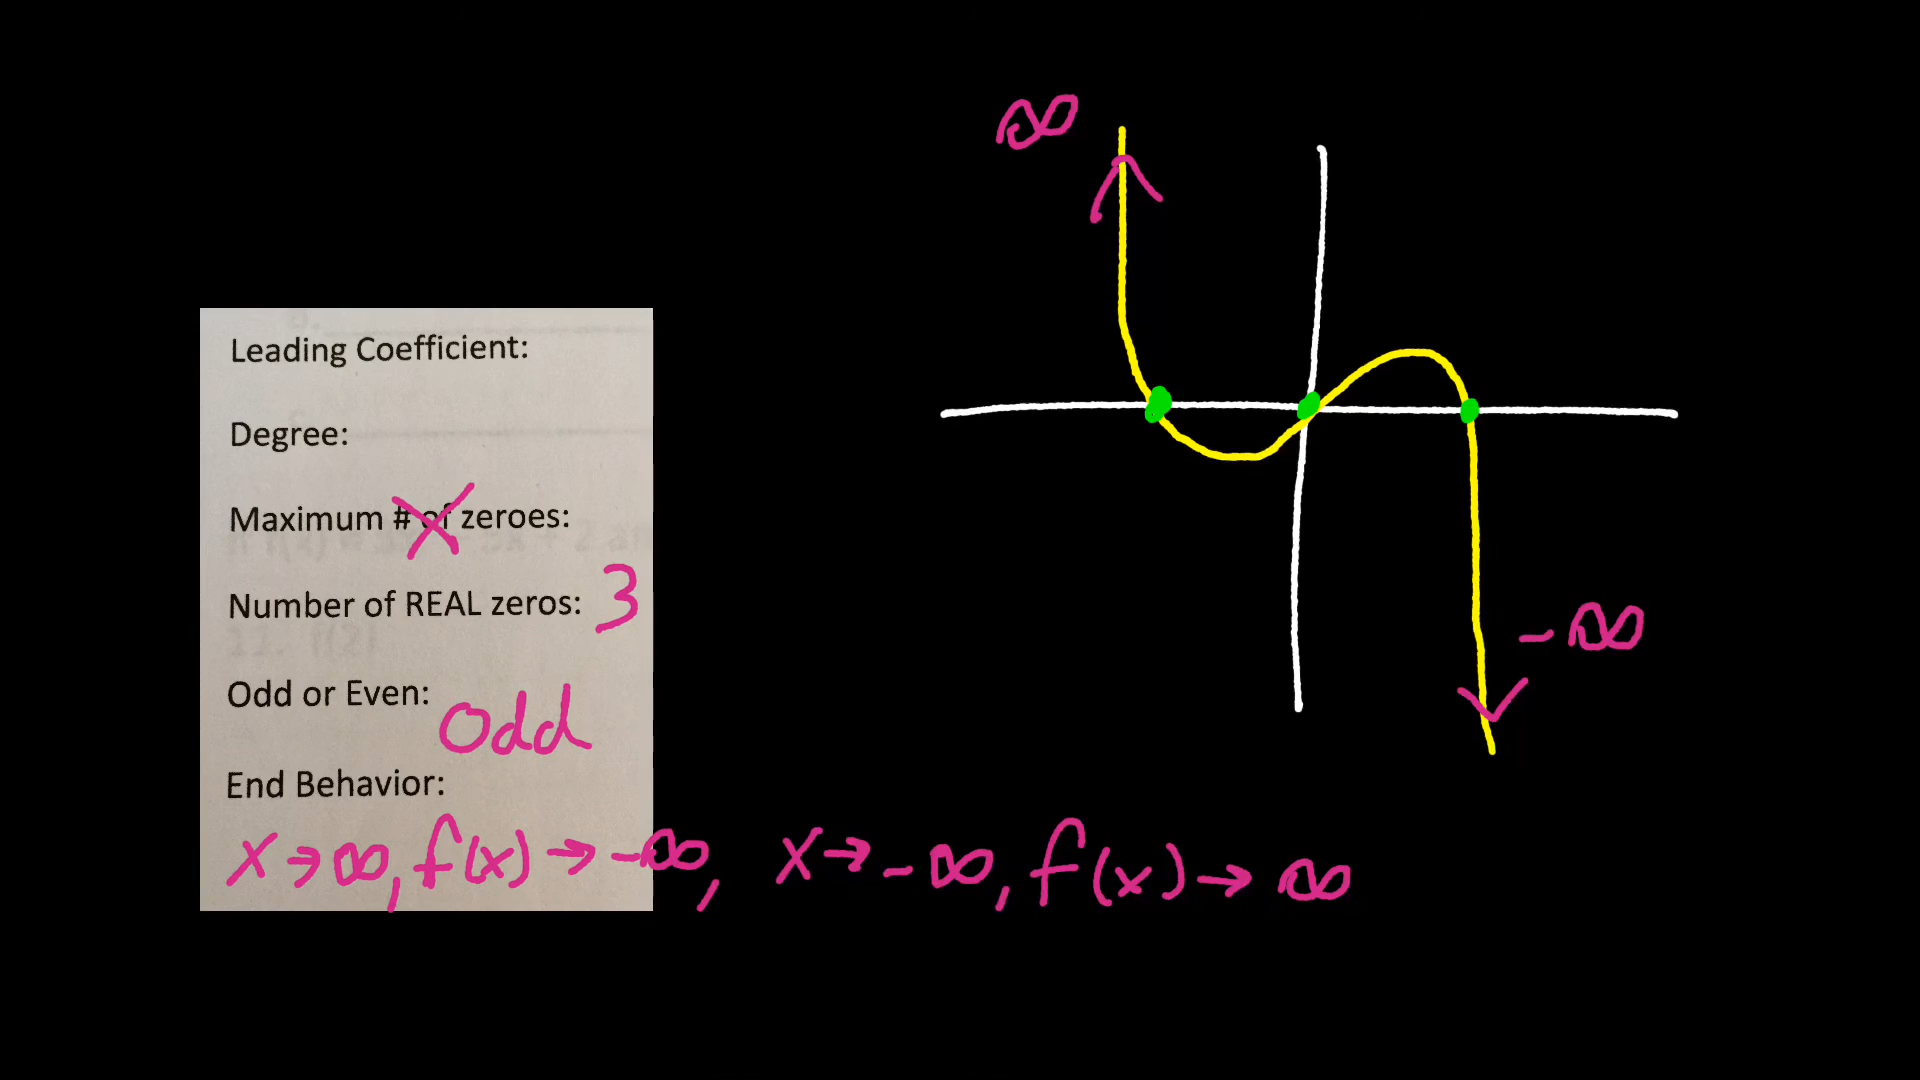 ∞
Leading Coefficient:
Degree:
Maximum # of zeroes:
Number of REAL zeros: 3
- ∞
Odd or Even: Odd
End Behavior:
x → ∞, f(x) → -∞, x → -∞, f(x) → ∞